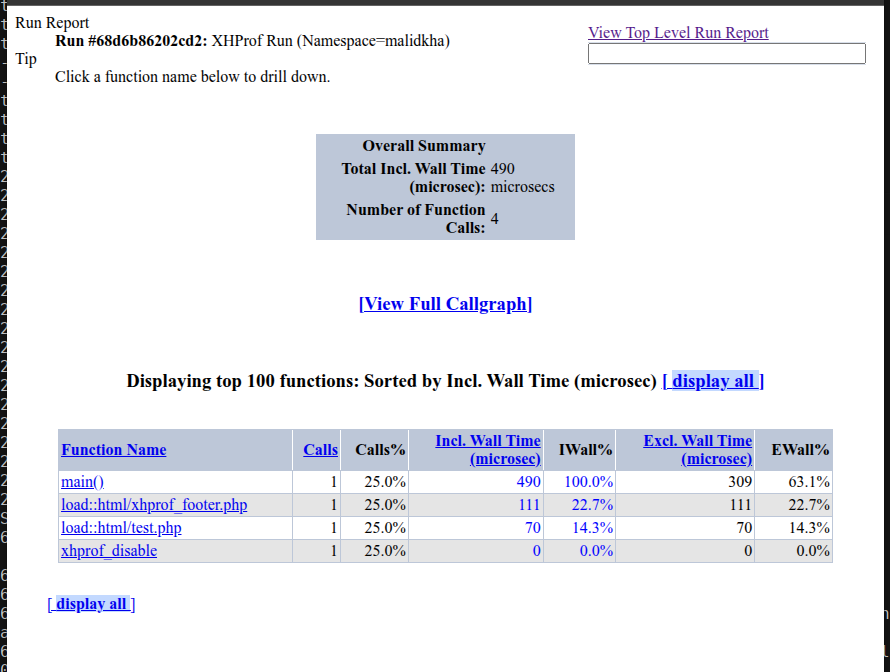 Run Report
Run #68d6b86202cd2: XHProf Run (Namespace=malidkha)
View Top Level Run Report
Tip
Click a function name below to drill down.
Overall Summary
Total Incl. Wall Time (microsec): 490 microsecs
Number of Function Calls: 4
[View Full Callgraph]
Displaying top 100 functions: Sorted by Incl. Wall Time (microsec) [ display all ]
Function Name Calls Calls% Incl. Wall Time (microsec) IWall% Excl. Wall Time (microsec) EWall%
main() 1 25.0% 490 100.0% 309 63.1%
load::html/xhprof_footer.php 1 25.0% 111 22.7% 111 22.7%
load::html/test.php 1 25.0% 70 14.3% 70 14.3%
xhprof_disable 1 25.0% 0 0.0% 0 0.0%
[ display all ]